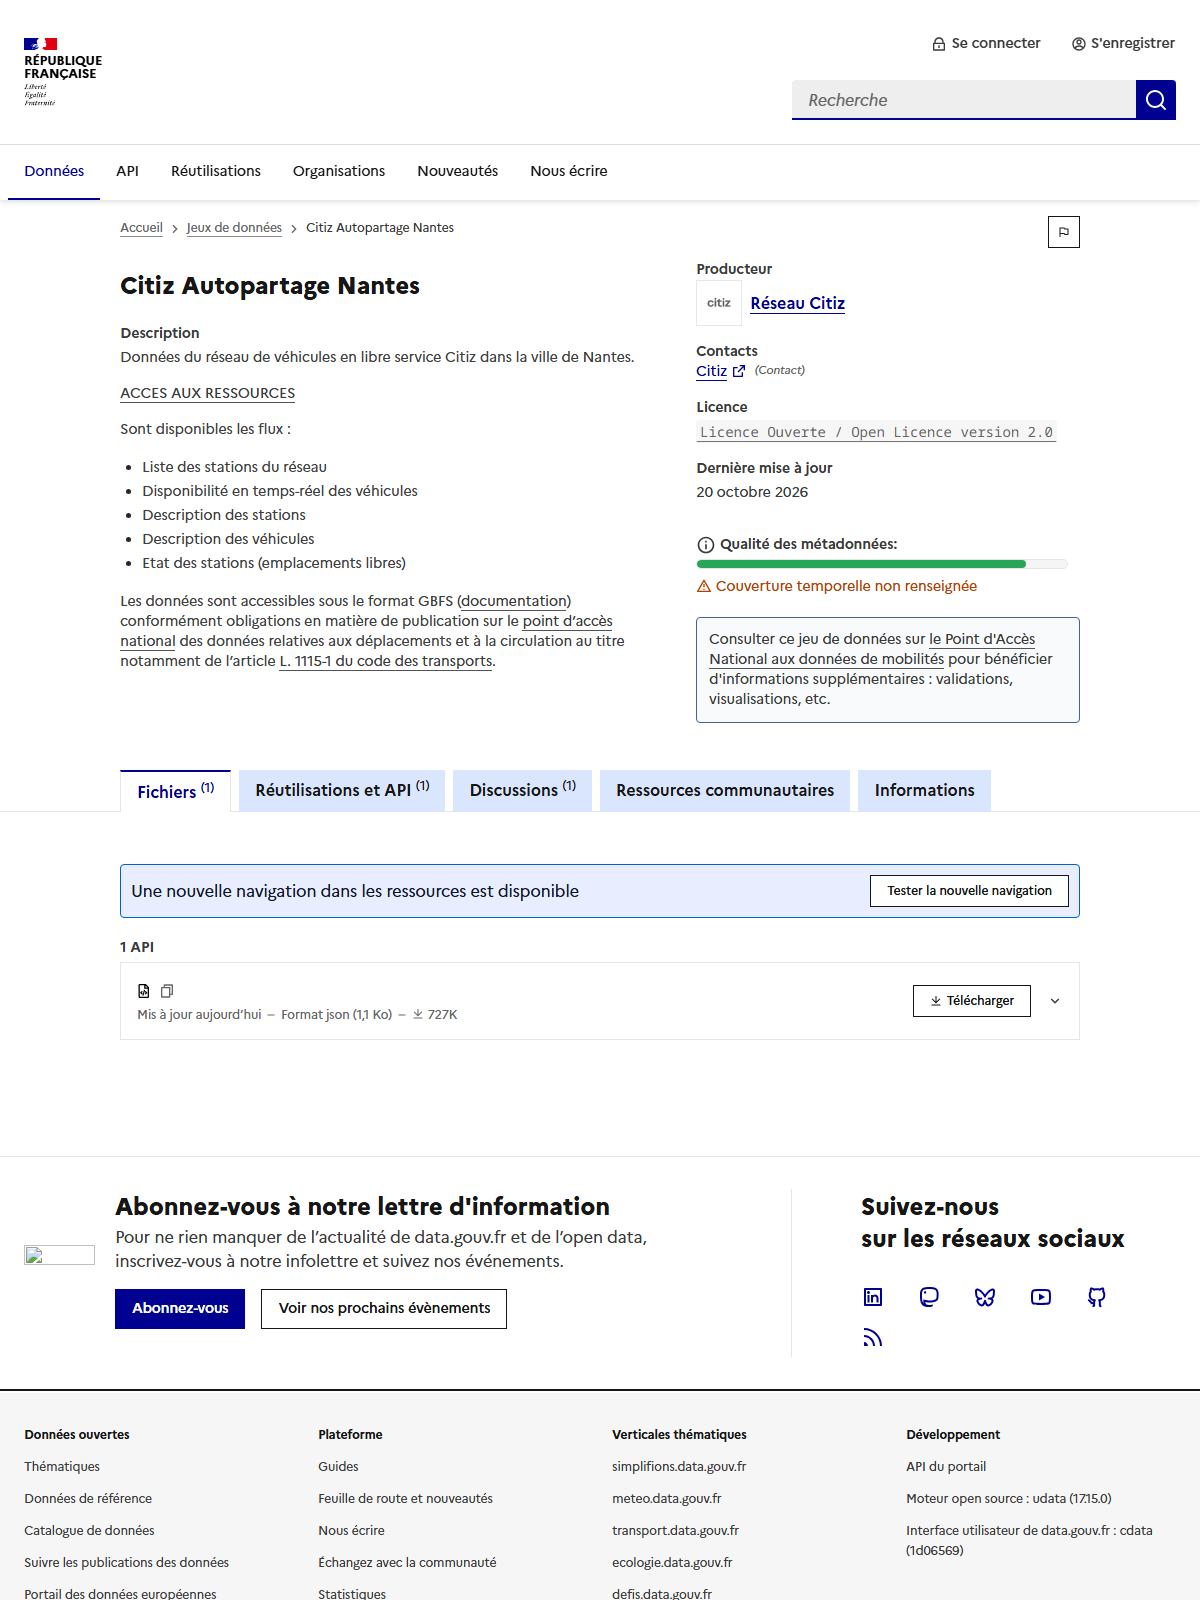 RÉPUBLIQUE
FRANÇAISE
Liberté
Égalité
Fraternité
Se connecter
S'enregistrer
Recherche
Données
API
Réutilisations
Organisations
Nouveautés
Nous écrire
Accueil
Jeux de données
Citiz Autopartage Nantes
Citiz Autopartage Nantes
Description
Données du réseau de véhicules en libre service Citiz dans la ville de Nantes.
ACCES AUX RESSOURCES
Sont disponibles les flux :
Liste des stations du réseau
Disponibilité en temps-réel des véhicules
Description des stations
Description des véhicules
Etat des stations (emplacements libres)
Les données sont accessibles sous le format GBFS (documentation)
conformément obligations en matière de publication sur le point d’accès
national des données relatives aux déplacements et à la circulation au titre
notamment de l’article L. 1115-1 du code des transports.
Producteur
citiz
Réseau Citiz
Contacts
Citiz (Contact)
Licence
Licence Ouverte / Open Licence version 2.0
Dernière mise à jour
20 octobre 2026
Qualité des métadonnées:
Couverture temporelle non renseignée
Consulter ce jeu de données sur le Point d'Accès
National aux données de mobilités pour bénéficier
d'informations supplémentaires : validations,
visualisations, etc.
Fichiers (1)
Réutilisations et API (1)
Discussions (1)
Ressources communautaires
Informations
Une nouvelle navigation dans les ressources est disponible
Tester la nouvelle navigation
1 API
Mis à jour aujourd’hui — Format json (1,1 Ko) — 727K
Télécharger
Abonnez-vous à notre lettre d'information
Pour ne rien manquer de l’actualité de data.gouv.fr et de l’open data,
inscrivez-vous à notre infolettre et suivez nos événements.
Abonnez-vous
Voir nos prochains évènements
Suivez-nous
sur les réseaux sociaux
Données ouvertes
Thématiques
Données de référence
Catalogue de données
Suivre les publications des données
Portail des données européennes
Plateforme
Guides
Feuille de route et nouveautés
Nous écrire
Échangez avec la communauté
Statistiques
Verticales thématiques
simplifions.data.gouv.fr
meteo.data.gouv.fr
transport.data.gouv.fr
ecologie.data.gouv.fr
defis.data.gouv.fr
Développement
API du portail
Moteur open source : udata (17.15.0)
Interface utilisateur de data.gouv.fr : cdata
(1d06569)